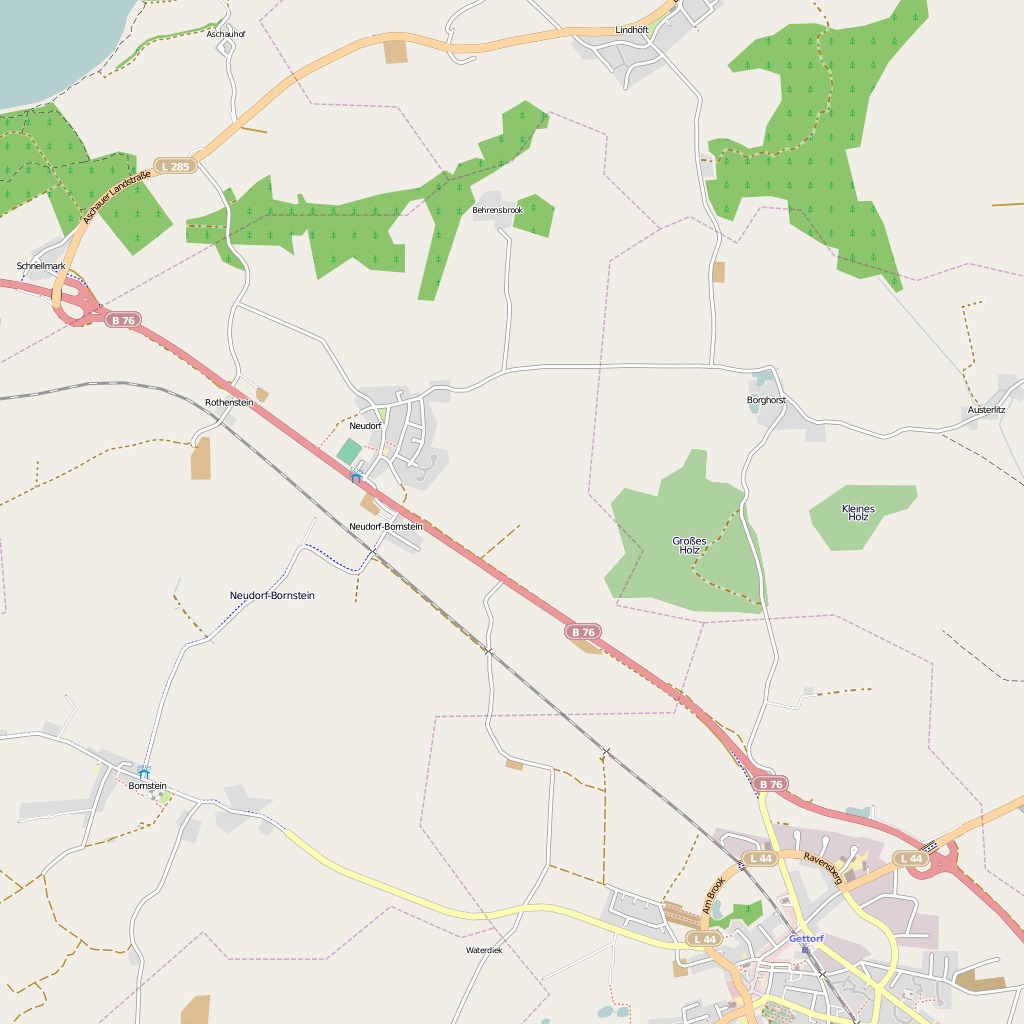 Aschauhof
Lindhöft
L 285
Aschauer Landstraße
Behrensbrook
Schnellmark
B 76
Rothenstein
Borghorst
Austerlitz
Neudorf
Kleines
Holz
Neudorf-Bornstein
Großes
Holz
Neudorf-Bornstein
B 76
B 76
Bornstein
L 44
Ravensberg
L 44
Am Brook
L 44
Gettorf
Waterdiek